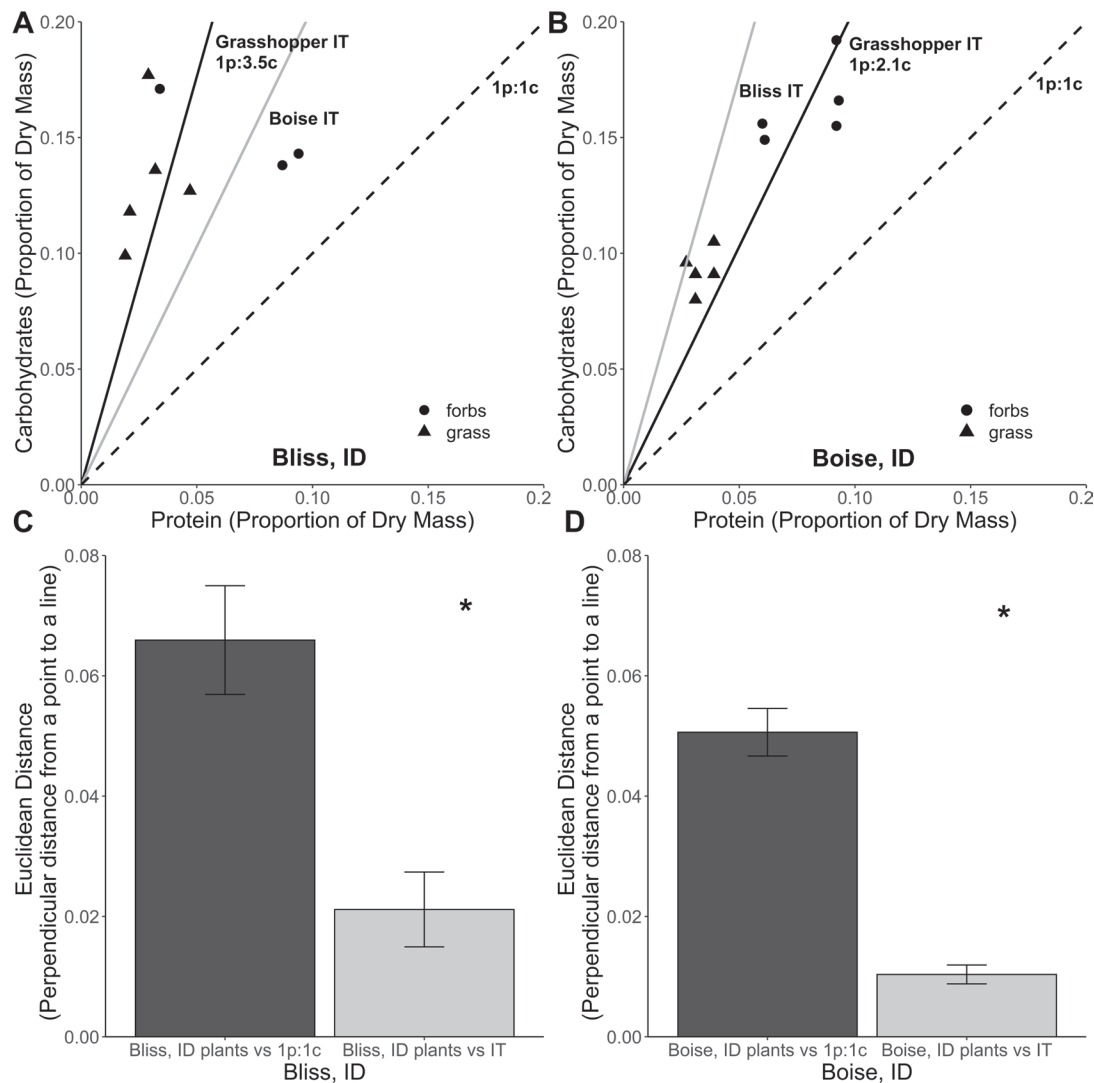 A
Carbohydrates (Proportion of Dry Mass)
0.20
0.15
0.10
0.05
0.00
Grasshopper IT
1p:3.5c
Boise IT
1p:1c
forbs
grass
Bliss, ID
0.00
0.05
0.10
0.15
0.2
Protein (Proportion of Dry Mass)
B
Carbohydrates (Proportion of Dry Mass)
0.20
0.15
0.10
0.05
0.00
Grasshopper IT
1p:2.1c
Bliss IT
1p:1c
forbs
grass
Boise, ID
0.00
0.05
0.10
0.15
0.2
Protein (Proportion of Dry Mass)
C
Euclidean Distance
(Perpendicular distance from a point to a line)
0.08
0.06
0.04
0.02
0.00
*
Bliss, ID plants vs 1p:1c
Bliss, ID plants vs IT
Bliss, ID
D
Euclidean Distance
(Perpendicular distance from a point to a line)
0.08
0.06
0.04
0.02
0.00
*
Boise, ID plants vs 1p:1c
Boise, ID plants vs IT
Boise, ID